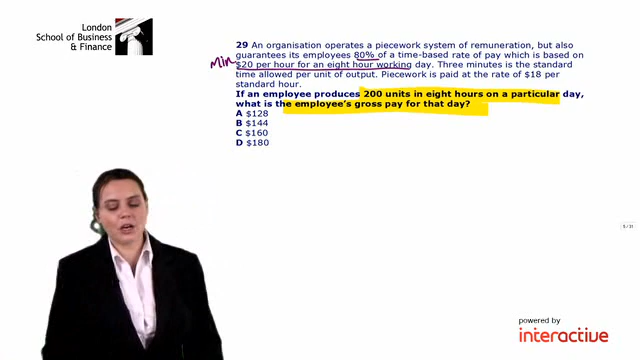 London
School of Business
& Finance
29 An organisation operates a piecework system of remuneration, but also
guarantees its employees 80% of a time-based rate of pay which is based on
Min $20 per hour for an eight hour working day. Three minutes is the standard
time allowed per unit of output. Piecework is paid at the rate of $18 per
standard hour.
If an employee produces 200 units in eight hours on a particular day,
what is the employee's gross pay for that day?
A $128
B $144
C $160
D $180
5 / 31
powered by
interactive